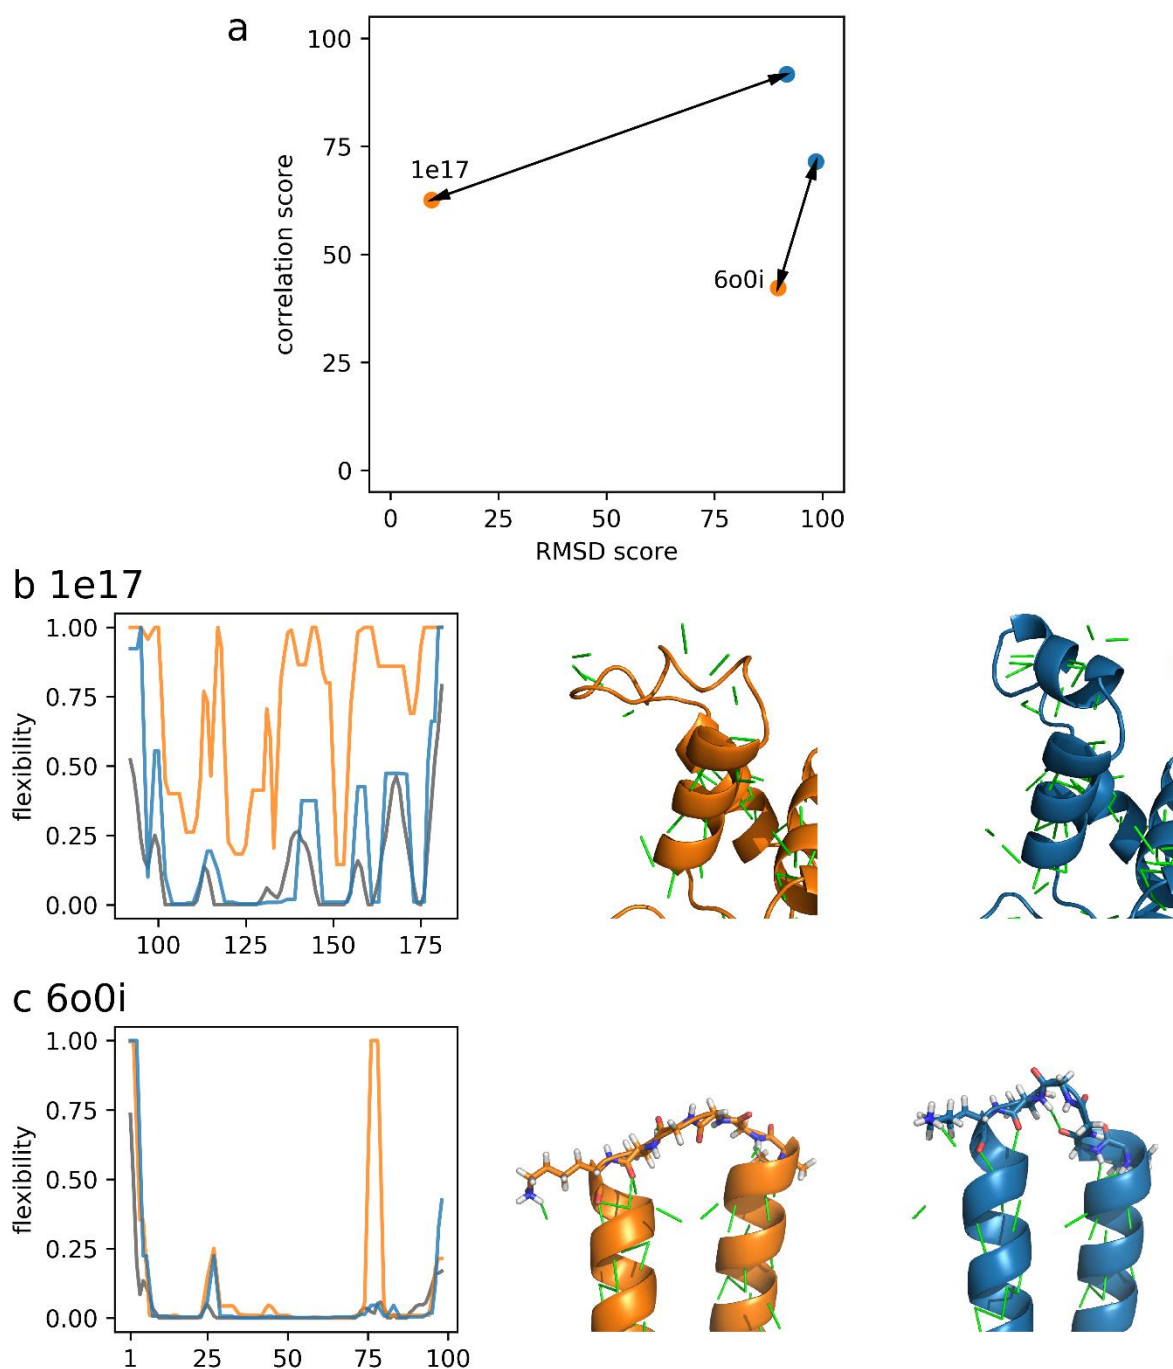 a
100
75
50
25
0
correlation score
1e17
6o0i
0 25 50 75 100
RMSD score
b 1e17
1.00
0.75
0.50
0.25
0.00
flexibility
100 125 150 175
c 6o0i
1.00
0.75
0.50
0.25
0.00
flexibility
1 25 50 75 100